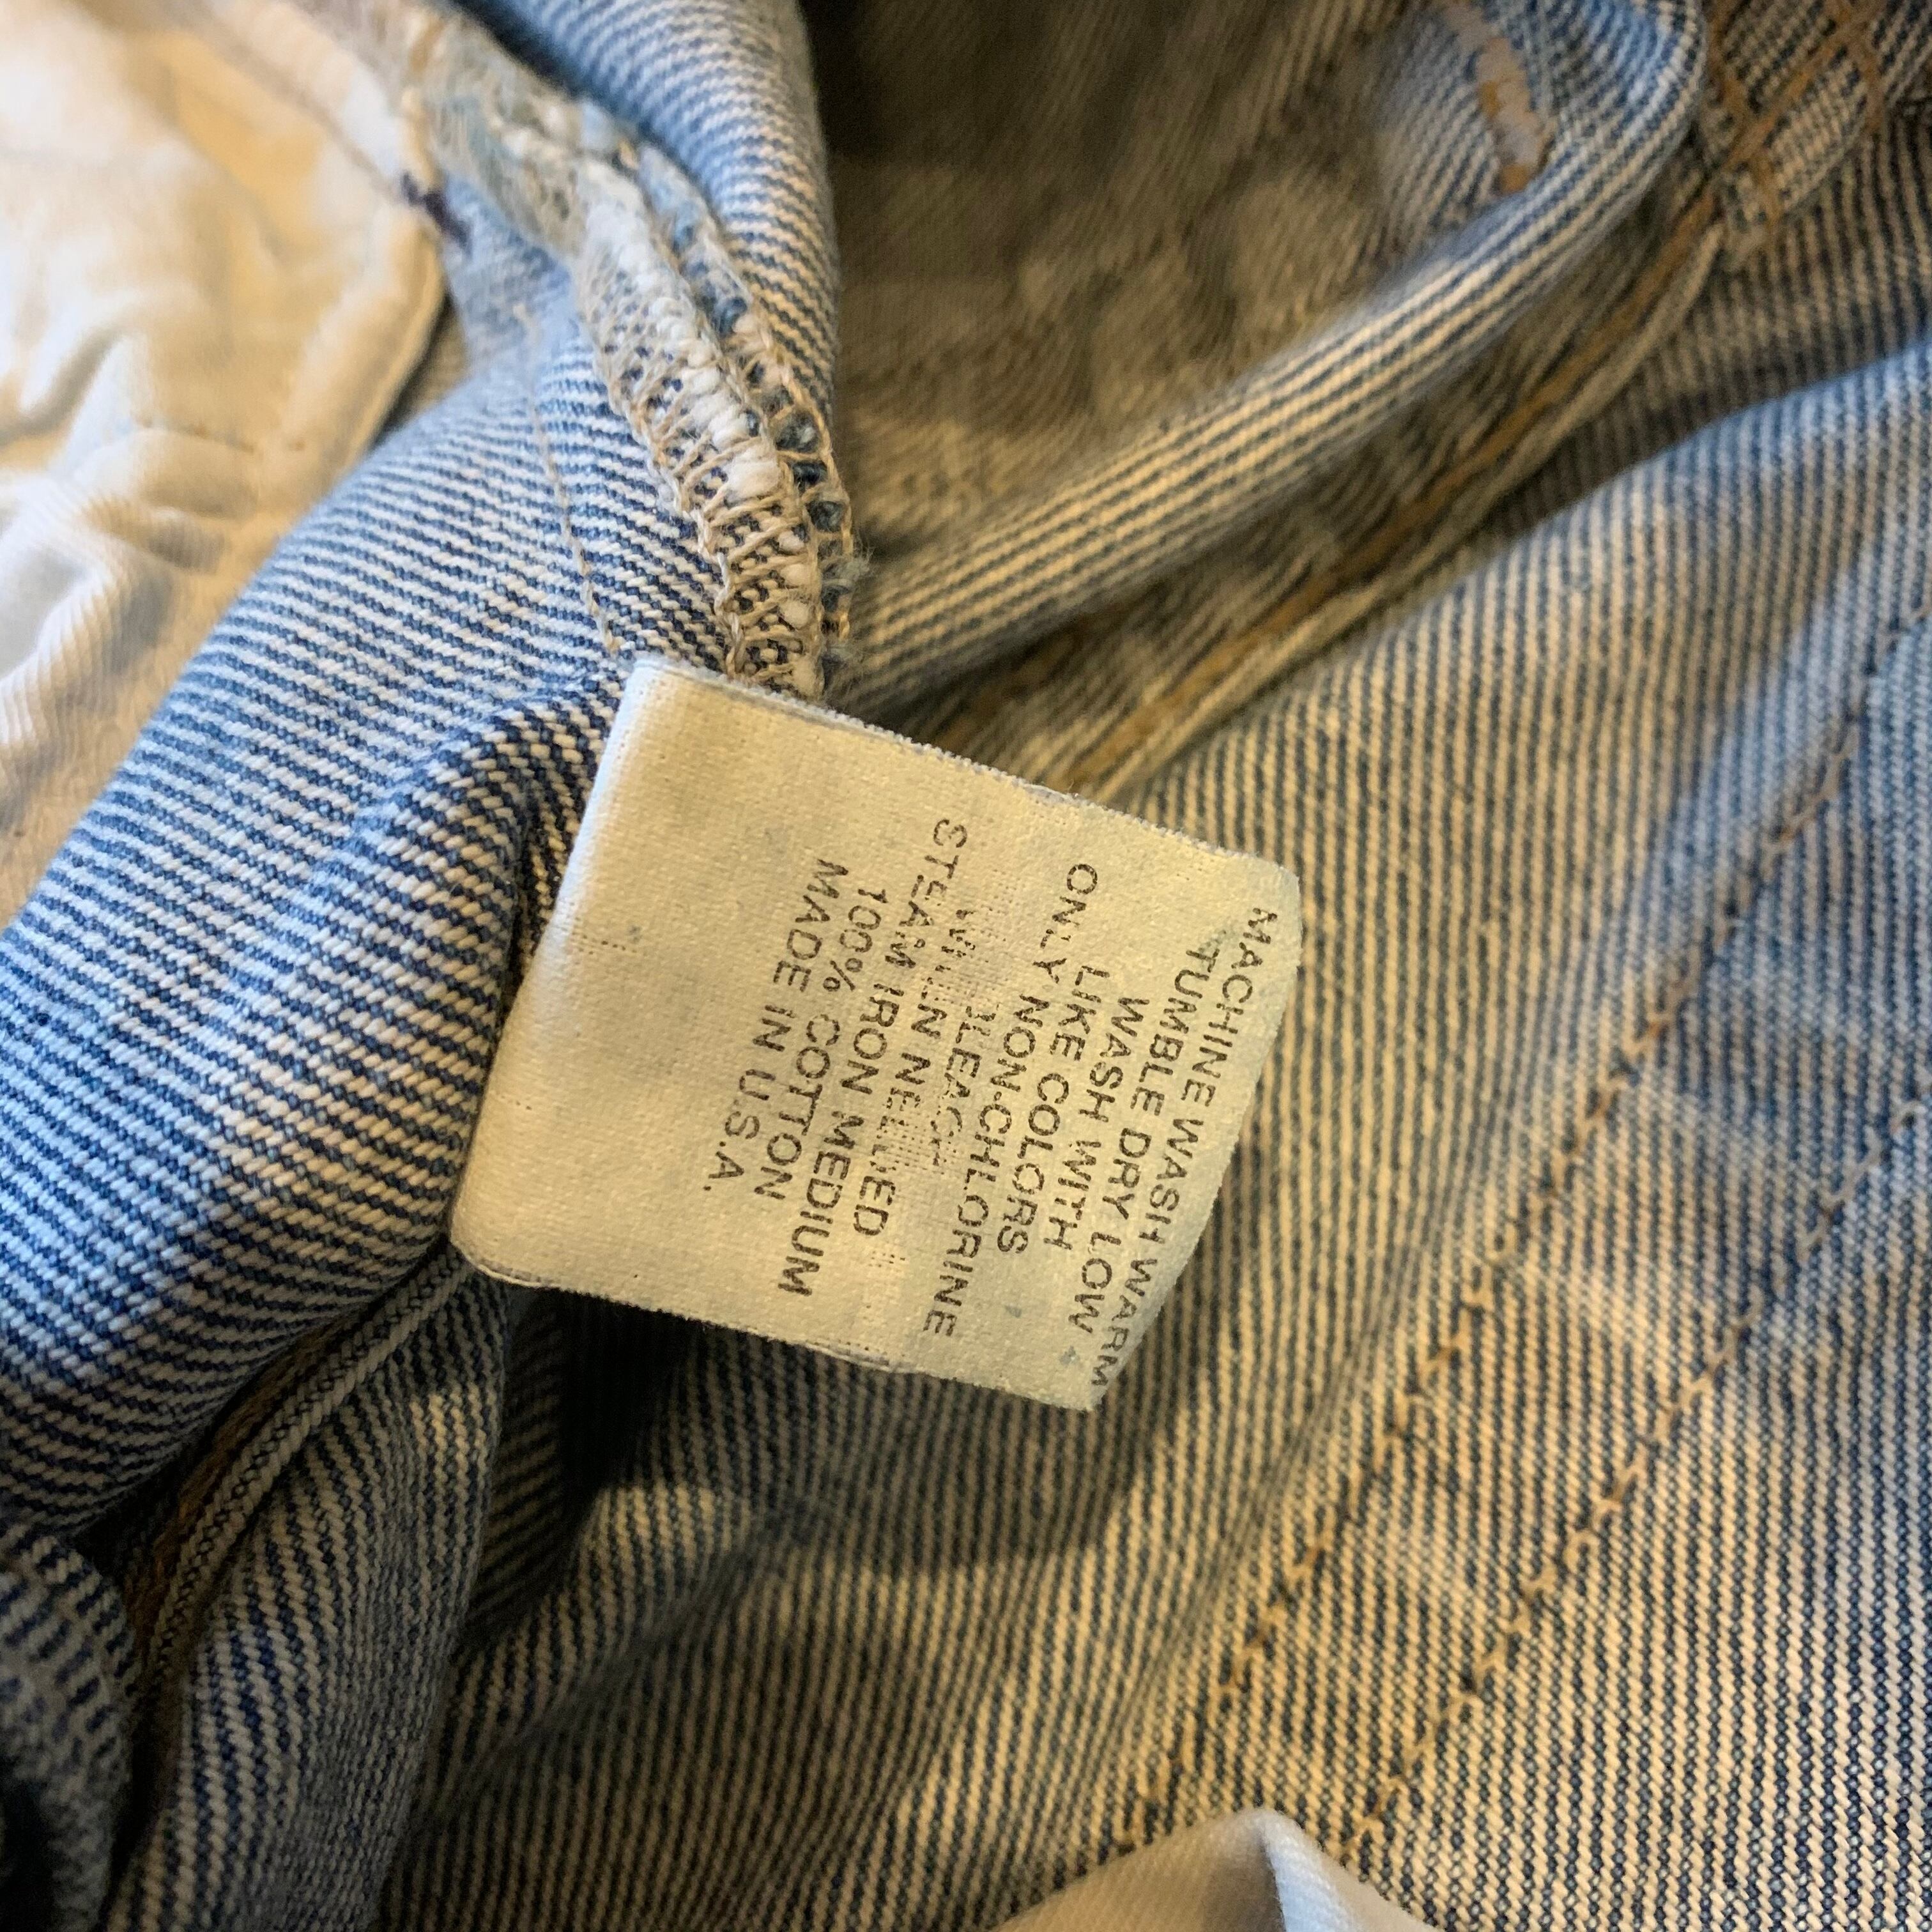 MACHINE WASH WARM
TUMBLE DRY LOW
WASH WITH
LIKE COLORS
ONLY NON-CHLORINE
BLEACH
WHEN NEEDED
STEAM IRON MEDIUM
100% COTTON
MADE IN U.S.A.